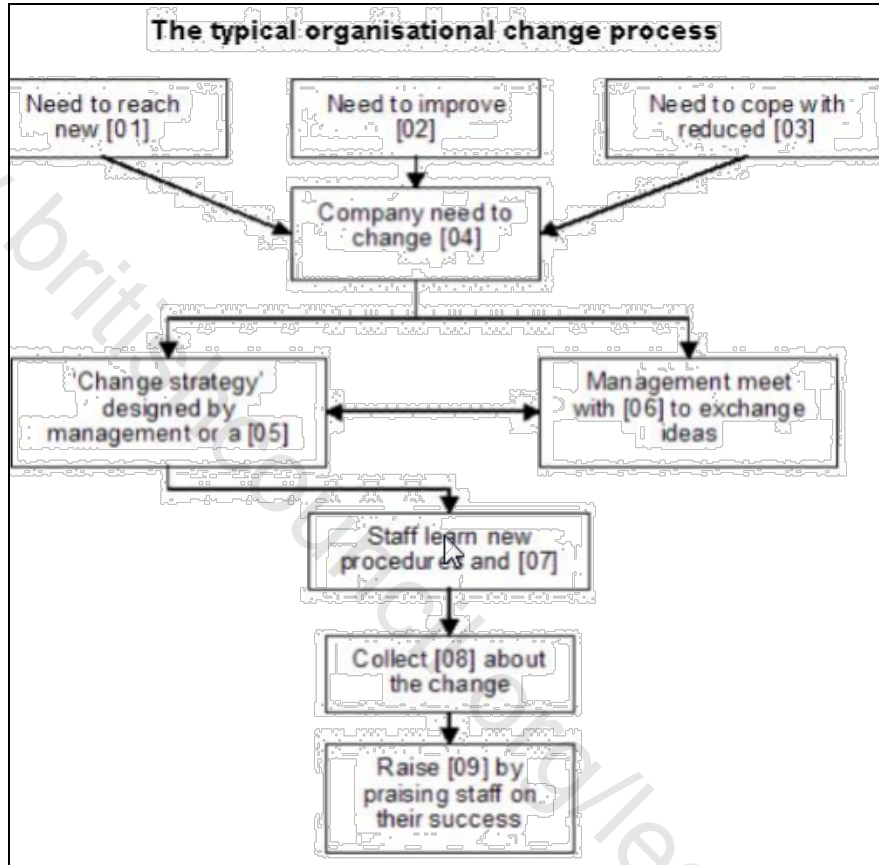 The typical organisational change process
Need to reach
new [01]
Need to improve
[02]
Need to cope with
reduced [03]
Company need to
change [04]
'Change strategy'
designed by
management or a [05]
Management meet
with [06] to exchange
ideas
Staff learn new
procedures and [07]
Collect [08] about
the change
Raise [09] by
praising staff on
their success
britishcouncil.org/le